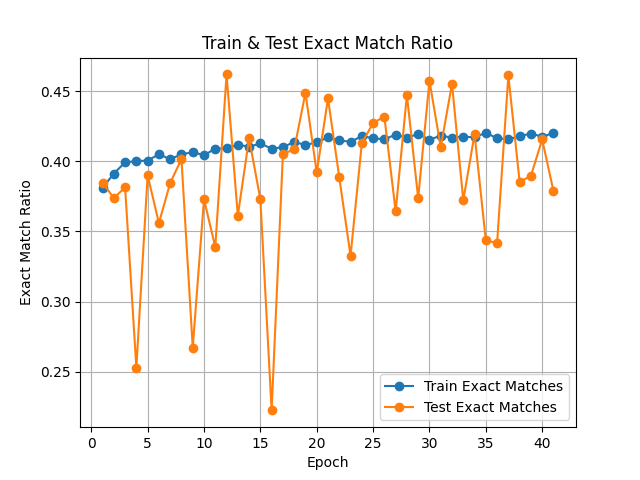 Train & Test Exact Match Ratio
Exact Match Ratio
0.45
0.40
0.35
0.30
0.25
0
5
10
15
20
25
30
35
40
Epoch
Train Exact Matches
Test Exact Matches